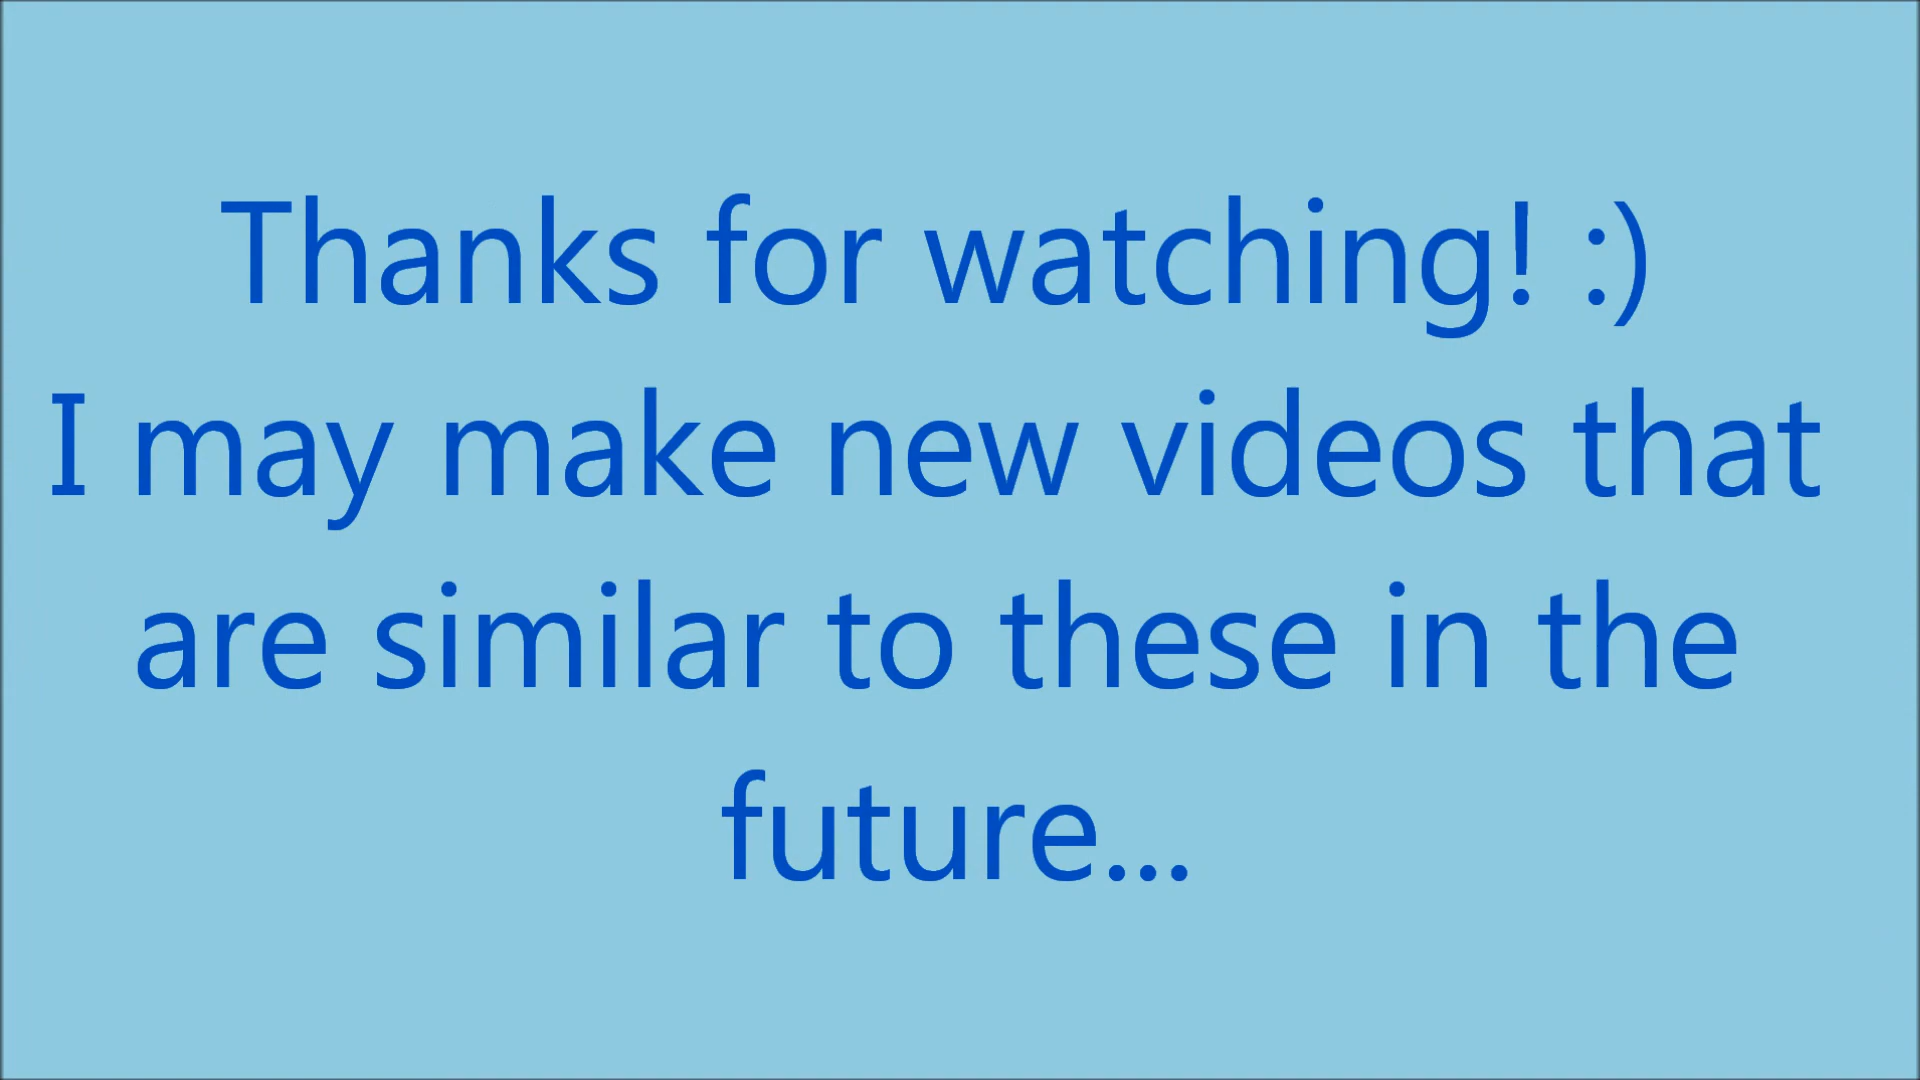 Thanks for watching! :)
I may make new videos that
are similar to these in the
future...